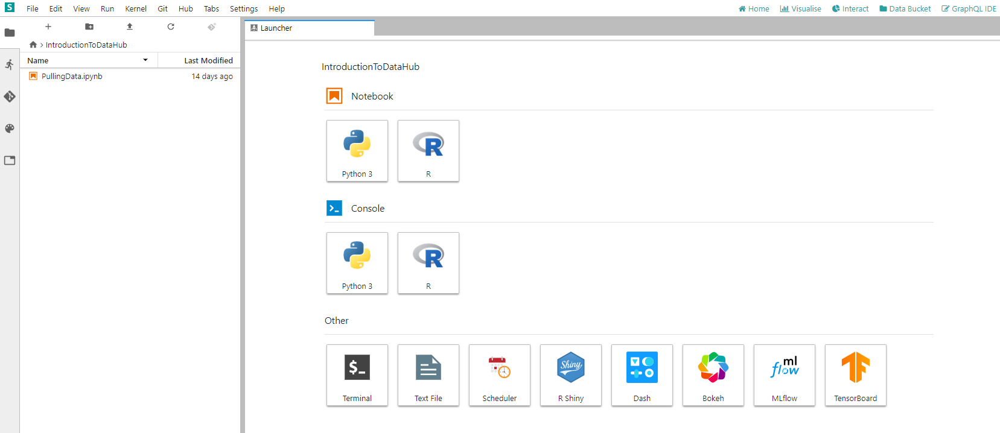 S File Edit View Run Kernel Git Hub Tabs Settings Help Home Visualise Interact Data Bucket GraphQL IDE
Launcher
IntroductionToDataHub
Name Last Modified
PullingData.ipynb 14 days ago
IntroductionToDataHub
Notebook
R
Python 3 R
Console
R
Python 3 R
Other
$_ Shiny ml flow
Terminal Text File Scheduler R Shiny Dash Bokeh MLflow TensorBoard